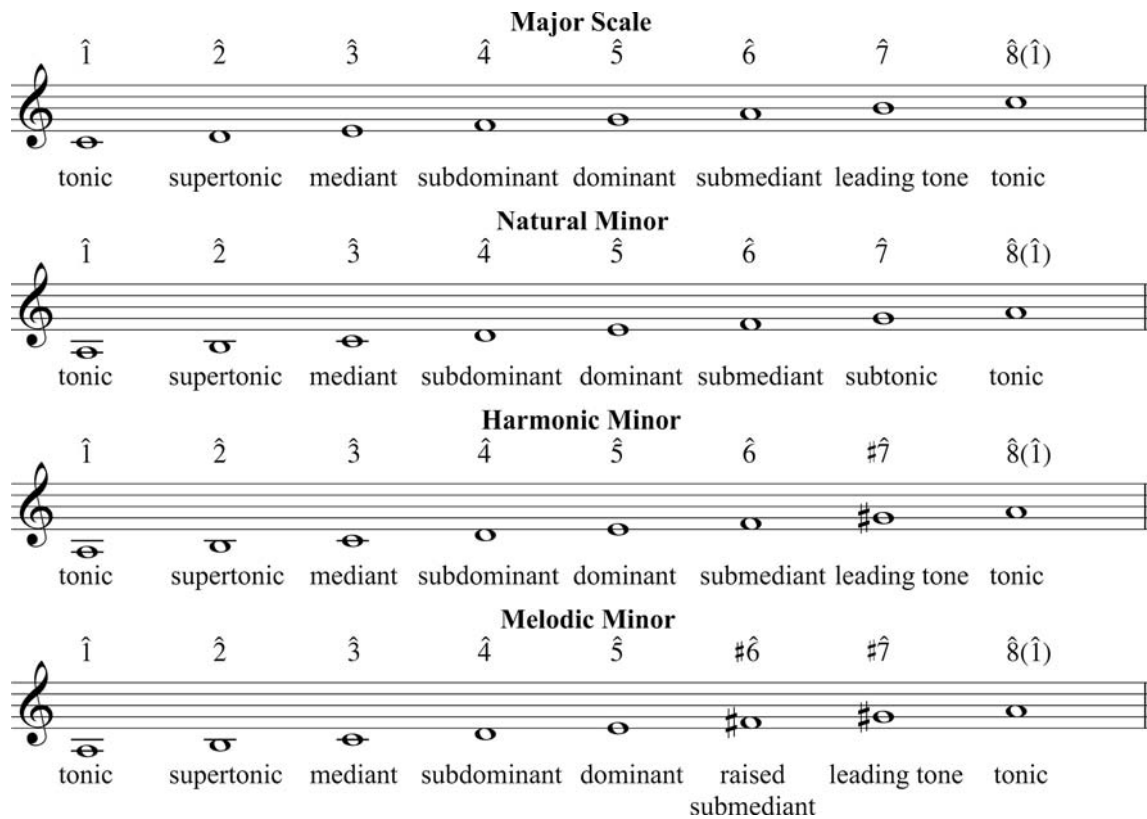 Major Scale
1̂ 2̂ 3̂ 4̂ 5̂ 6̂ 7̂ 8̂(1̂)
tonic supertonic mediant subdominant dominant submediant leading tone tonic
Natural Minor
1̂ 2̂ 3̂ 4̂ 5̂ 6̂ 7̂ 8̂(1̂)
tonic supertonic mediant subdominant dominant submediant subtonic tonic
Harmonic Minor
1̂ 2̂ 3̂ 4̂ 5̂ 6̂ ♯7̂ 8̂(1̂)
tonic supertonic mediant subdominant dominant submediant leading tone tonic
Melodic Minor
1̂ 2̂ 3̂ 4̂ 5̂ ♯6̂ ♯7̂ 8̂(1̂)
tonic supertonic mediant subdominant dominant raised leading tone tonic
submediant